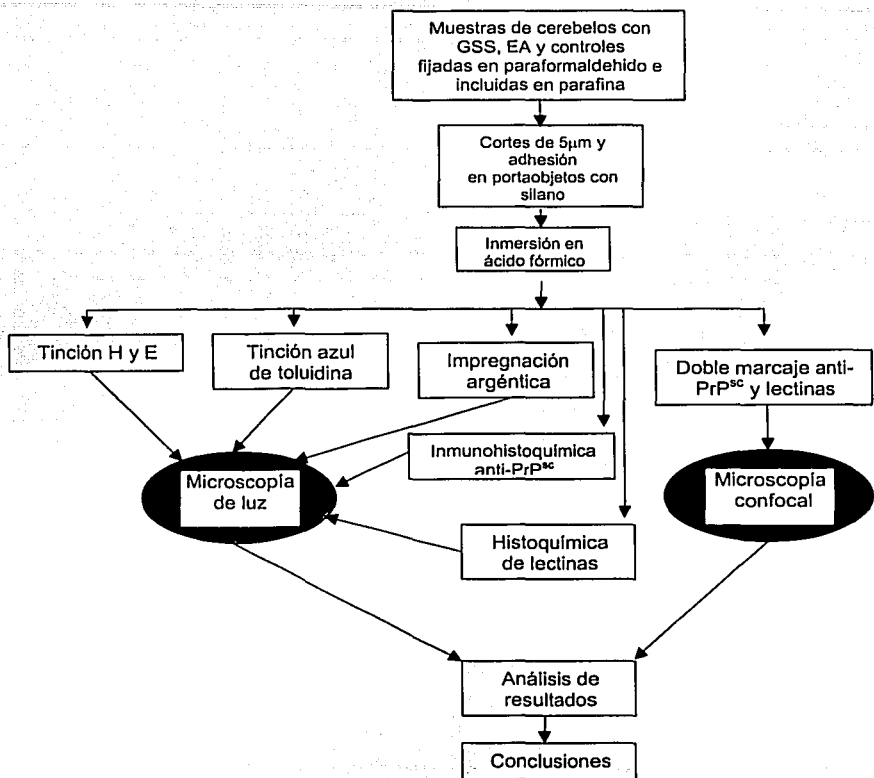 Muestras de cerebelos con
GSS, EA y controles
fijadas en paraformaldehido e
incluidas en parafina
Cortes de 5µm y
adhesión
en portaobjetos con
silano
Inmersión en
ácido fórmico
Tinción H y E
Tinción azul
de toluidina
Impregnación
argéntica
Doble marcaje anti-
PrPˢᶜ y lectinas
Inmunohistoquímica
anti-PrPˢᶜ
Microscopía
de luz
Microscopía
confocal
Histoquímica
de lectinas
Análisis de
resultados
Conclusiones